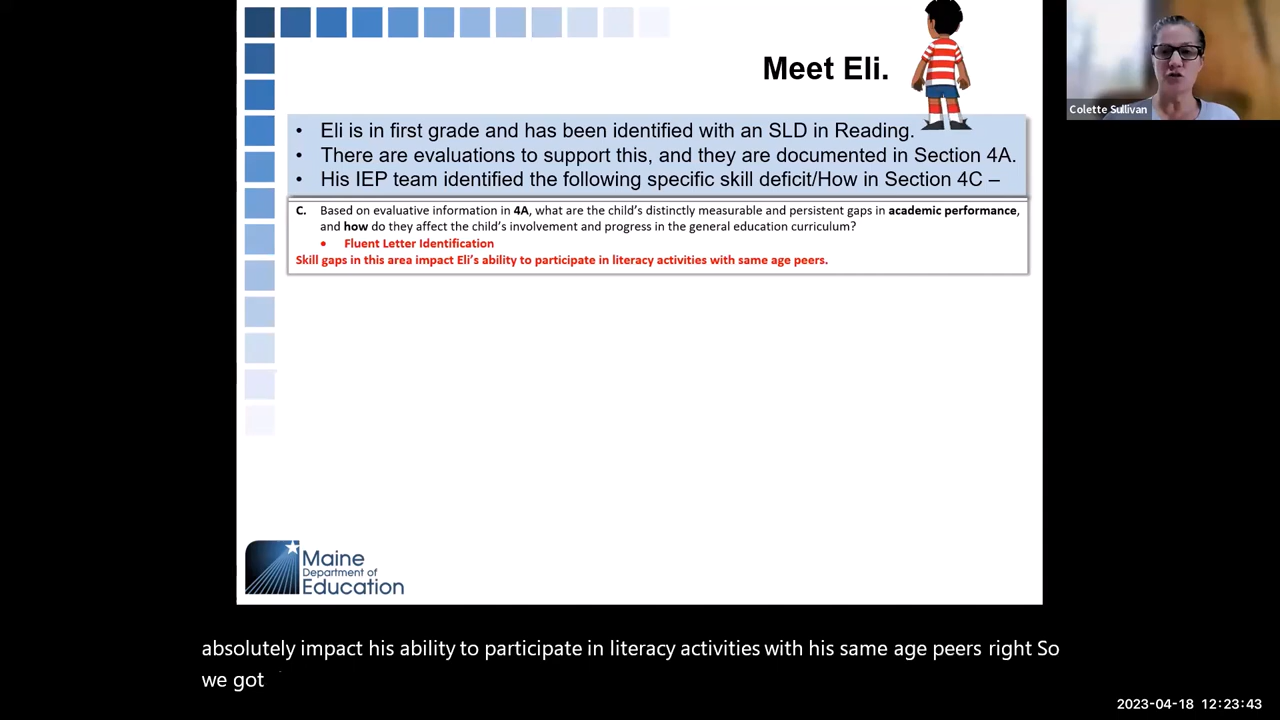 Meet Eli.
Colette Sullivan
• Eli is in first grade and has been identified with an SLD in Reading.
• There are evaluations to support this, and they are documented in Section 4A.
• His IEP team identified the following specific skill deficit/How in Section 4C –
C. Based on evaluative information in 4A, what are the child's distinctly measurable and persistent gaps in academic performance,
and how do they affect the child's involvement and progress in the general education curriculum?
• Fluent Letter Identification
Skill gaps in this area impact Eli's ability to participate in literacy activities with same age peers.
Maine
Department of
Education
absolutely impact his ability to participate in literacy activities with his same age peers right So
we got
2023-04-18 12:23:43